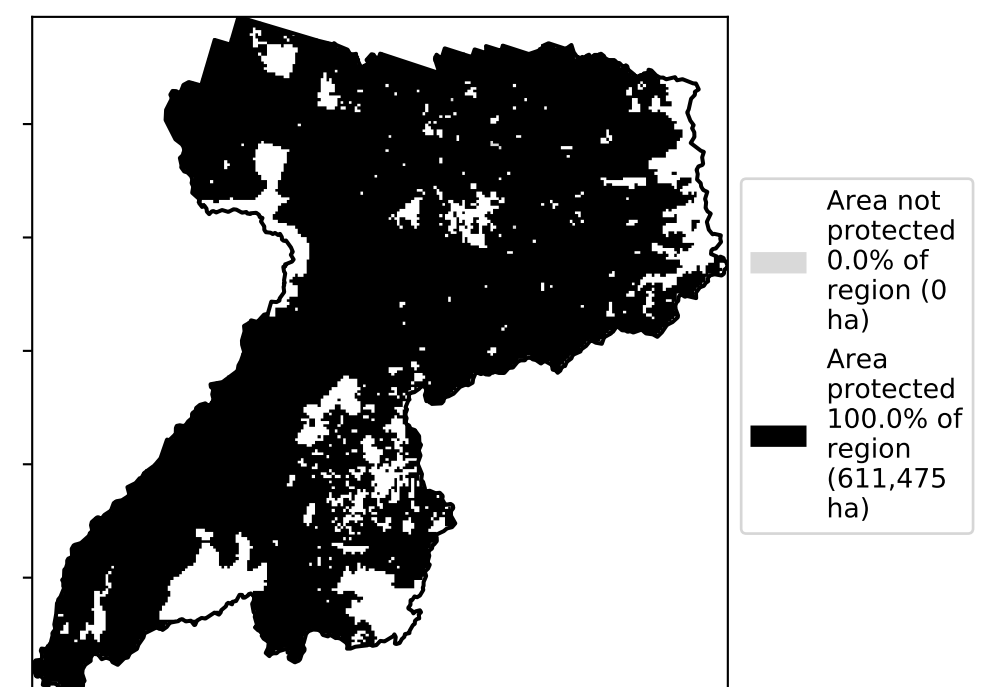 Area not
protected
0.0% of
region (0
ha)
Area
protected
100.0% of
region
(611,475
ha)